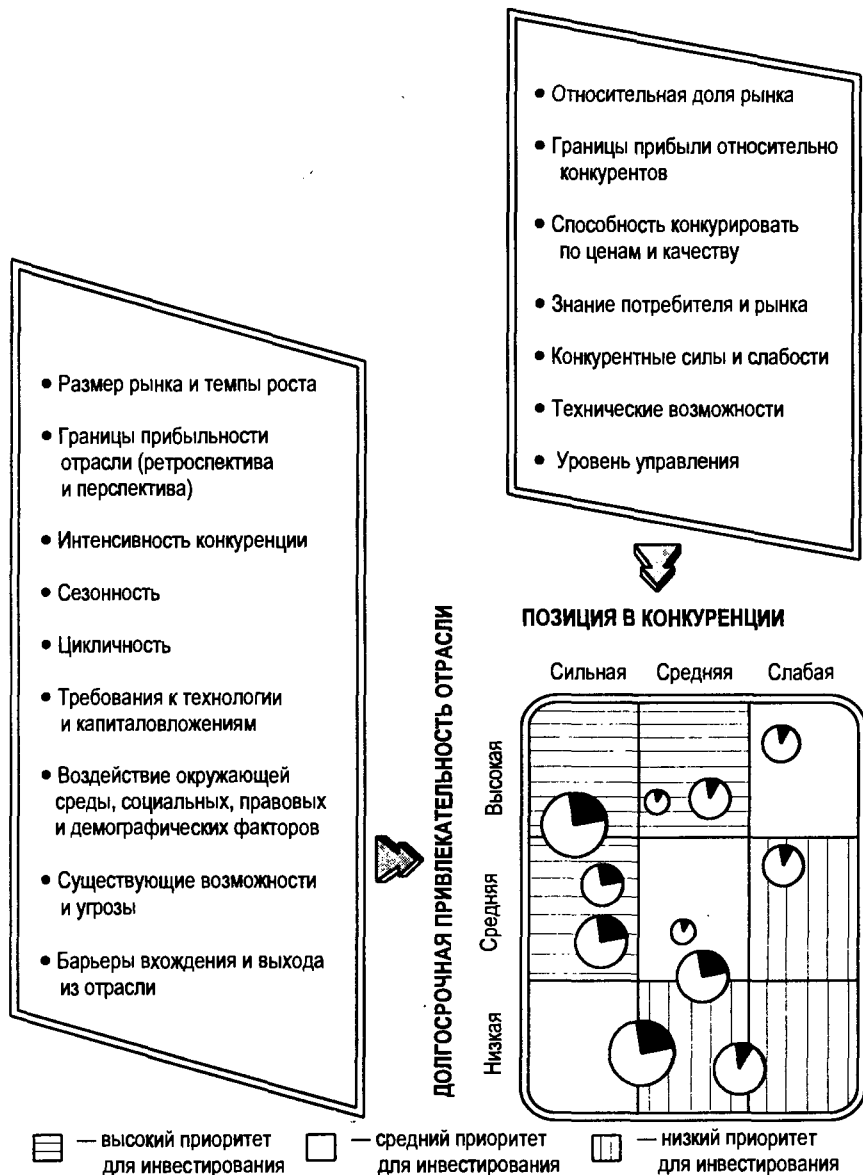 • Относительная доля рынка
• Границы прибыли относительно
конкурентов
• Способность конкурировать
по ценам и качеству
• Знание потребителя и рынка
• Конкурентные силы и слабости
• Технические возможности
• Уровень управления
• Размер рынка и темпы роста
• Границы прибыльности
отрасли (ретроспектива
и перспектива)
• Интенсивность конкуренции
• Сезонность
• Цикличность
• Требования к технологии
и капиталовложениям
• Воздействие окружающей
среды, социальных, правовых
и демографических факторов
• Существующие возможности
и угрозы
• Барьеры вхождения и выхода
из отрасли
ДОЛГОСРОЧНАЯ ПРИВЛЕКАТЕЛЬНОСТЬ ОТРАСЛИ
ПОЗИЦИЯ В КОНКУРЕНЦИИ
Сильная Средняя Слабая
Высокая
Средняя
Низкая
— высокий приоритет
для инвестирования
— средний приоритет
для инвестирования
— низкий приоритет
для инвестирования